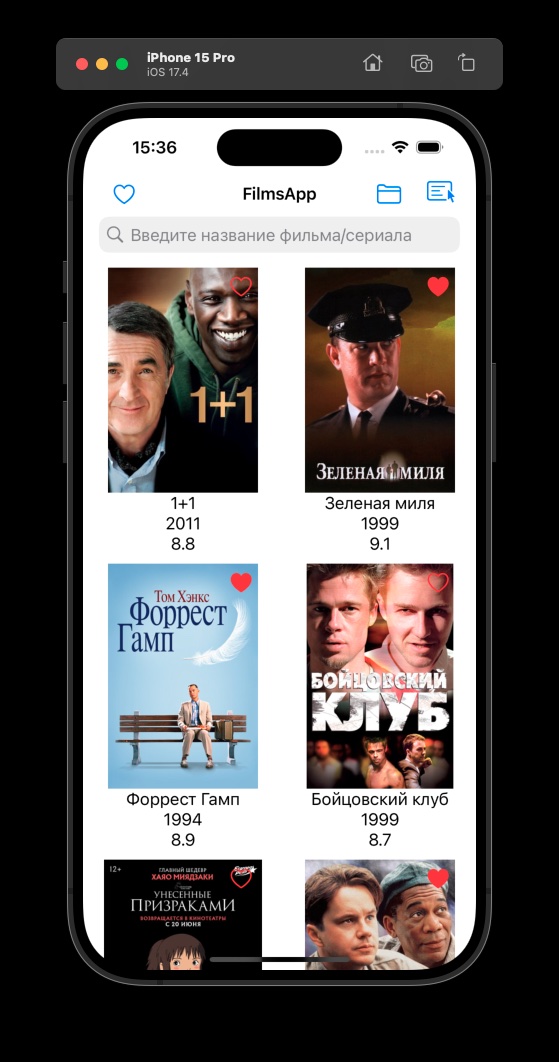 iPhone 15 Pro
iOS 17.4
15:36
FilmsApp
Введите название фильма/сериала
1+1
ЗЕЛЕНАЯ МИЛЯ
1+1
2011
8.8
Зеленая миля
1999
9.1
Том Хэнкс
Форрест
Гамп
БОЙЦОВСКИЙ
КЛУБ
Форрест Гамп
1994
8.9
Бойцовский клуб
1999
8.7
12+
ГЛАВНЫЙ ШЕДЕВР
ХАЯО МИЯДЗАКИ
УНЕСЕННЫЕ
ПРИЗРАКАМИ
ВОЗВРАЩАЕТСЯ В КИНОТЕАТРЫ
С 20 ИЮНЯ